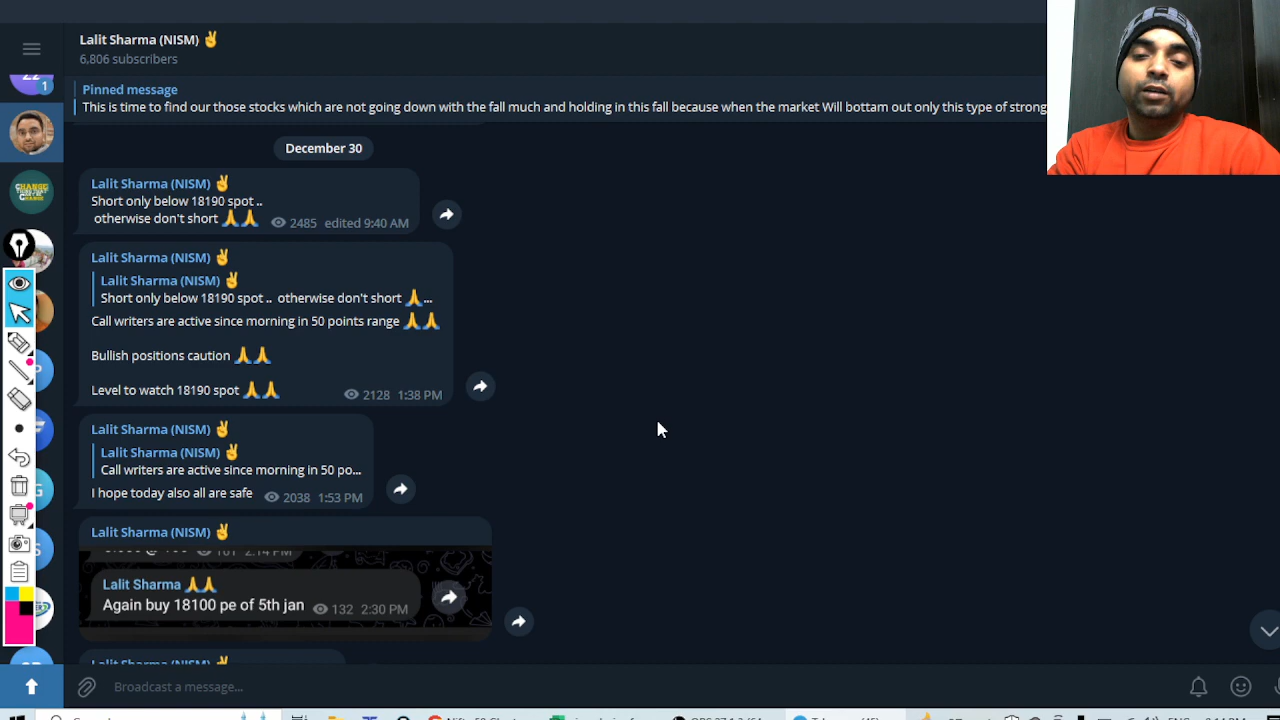 Lalit Sharma (NISM) ✌
6,806 subscribers
Pinned message
This is time to find our those stocks which are not going down with the fall much and holding in this fall because when the market Will bottam out only this type of strong
December 30
Lalit Sharma (NISM) ✌
Short only below 18190 spot ..
otherwise don't short 🙏🙏 2485 edited 9:40 AM
Lalit Sharma (NISM) ✌
Lalit Sharma (NISM) ✌
Short only below 18190 spot .. otherwise don't short 🙏...
Call writers are active since morning in 50 points range 🙏🙏
Bullish positions caution 🙏🙏
Level to watch 18190 spot 🙏🙏 2128 1:38 PM
Lalit Sharma (NISM) ✌
Lalit Sharma (NISM) ✌
Call writers are active since morning in 50 po...
I hope today also all are safe 2038 1:53 PM
Lalit Sharma (NISM) ✌
161 2:14 PM
Lalit Sharma 🙏🙏
Again buy 18100 pe of 5th jan 132 2:30 PM
Lalit Sharma (NISM) ✌
Broadcast a message...